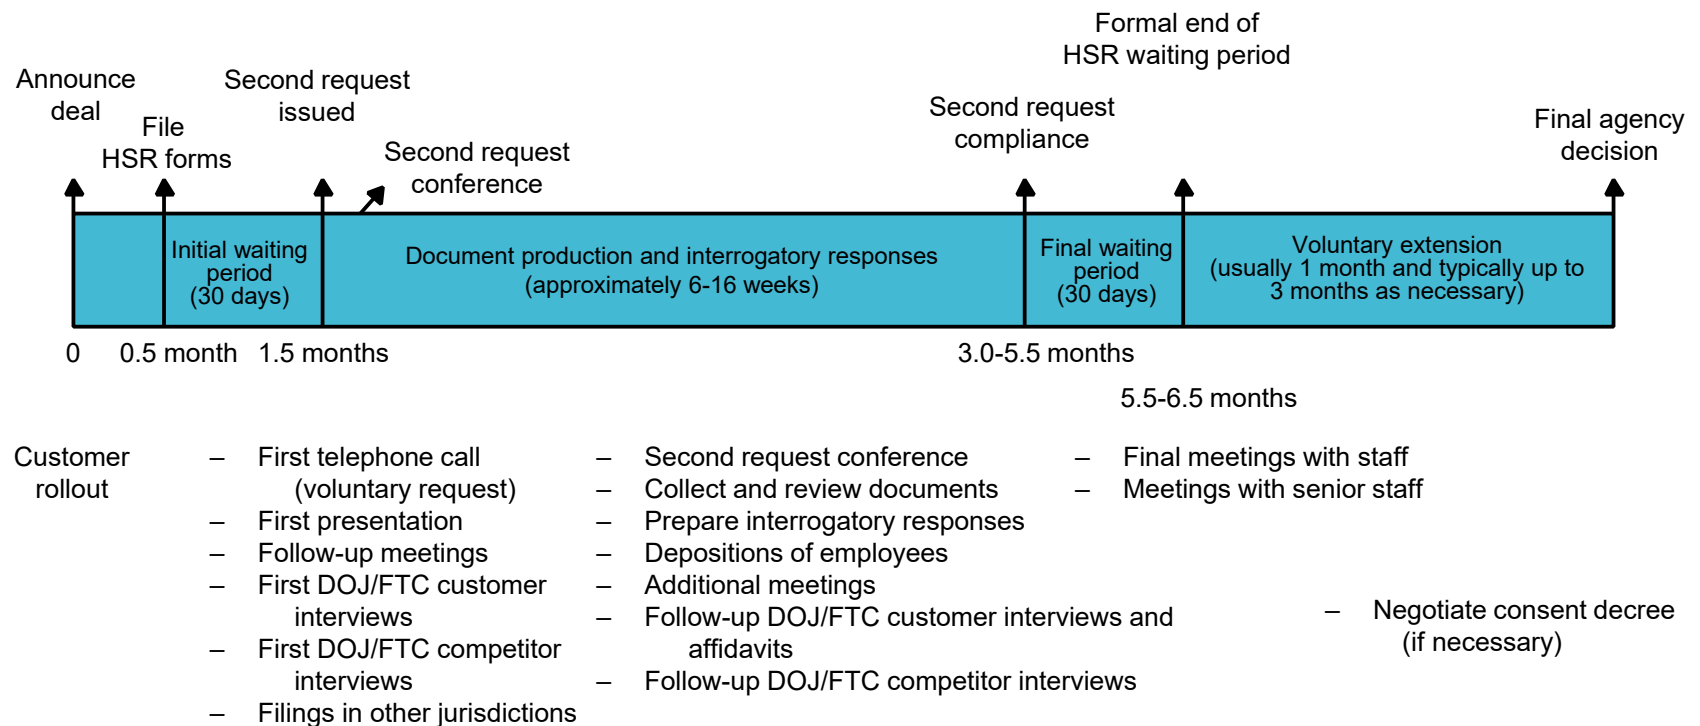 Formal end of
HSR waiting period
Announce
deal
Second request
issued
Second request
compliance
Final agency
decision
File
HSR forms
Second request
conference
Initial waiting
period
(30 days)
Document production and interrogatory responses
(approximately 6-16 weeks)
Final waiting
period
(30 days)
Voluntary extension
(usually 1 month and typically up to
3 months as necessary)
0
0.5 month
1.5 months
3.0-5.5 months
5.5-6.5 months
Customer
rollout
– First telephone call
(voluntary request)
– First presentation
– Follow-up meetings
– First DOJ/FTC customer
interviews
– First DOJ/FTC competitor
interviews
– Filings in other jurisdictions
– Second request conference
– Collect and review documents
– Prepare interrogatory responses
– Depositions of employees
– Additional meetings
– Follow-up DOJ/FTC customer interviews and
affidavits
– Follow-up DOJ/FTC competitor interviews
– Final meetings with staff
– Meetings with senior staff
– Negotiate consent decree
(if necessary)